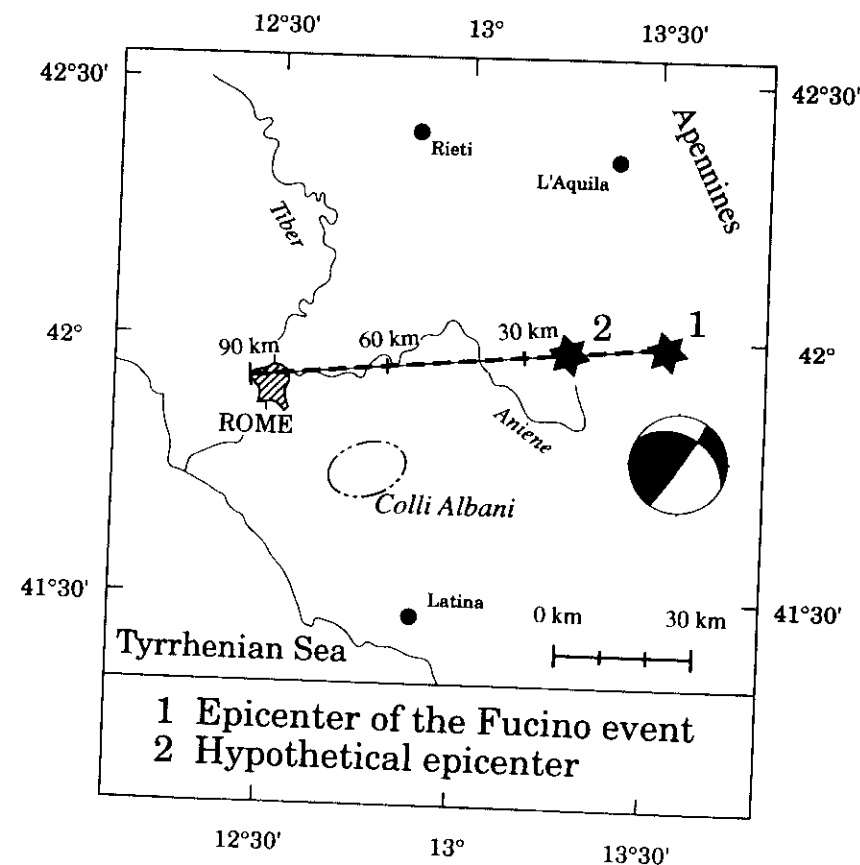 12°30'
13°
13°30'
42°30'
42°30'
Apennines
Rieti
L'Aquila
Tiber
42°
90 km
60 km
30 km
2
1
42°
ROME
Aniene
Colli Albani
41°30'
Latina
0 km
30 km
41°30'
Tyrrhenian Sea
1 Epicenter of the Fucino event
2 Hypothetical epicenter
12°30'
13°
13°30'